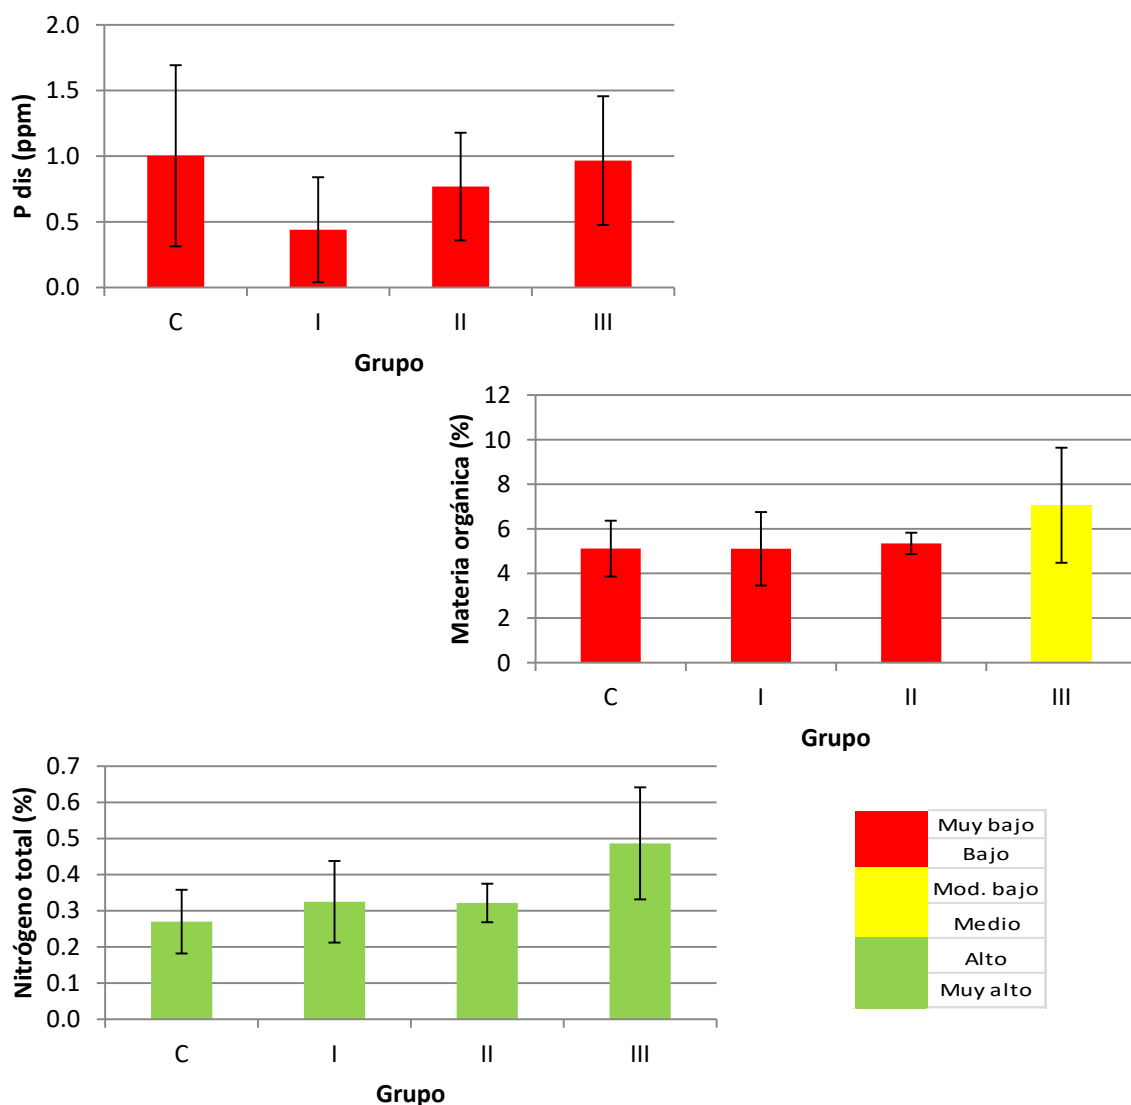 2.0
1.5
1.0
0.5
0.0
P dis (ppm)
C I II III
Grupo
12
10
8
6
4
2
0
Materia orgánica (%)
C I II III
Grupo
0.7
0.6
0.5
0.4
0.3
0.2
0.1
0.0
Nitrógeno total (%)
C I II III
Grupo
Muy bajo
Bajo
Mod. bajo
Medio
Alto
Muy alto